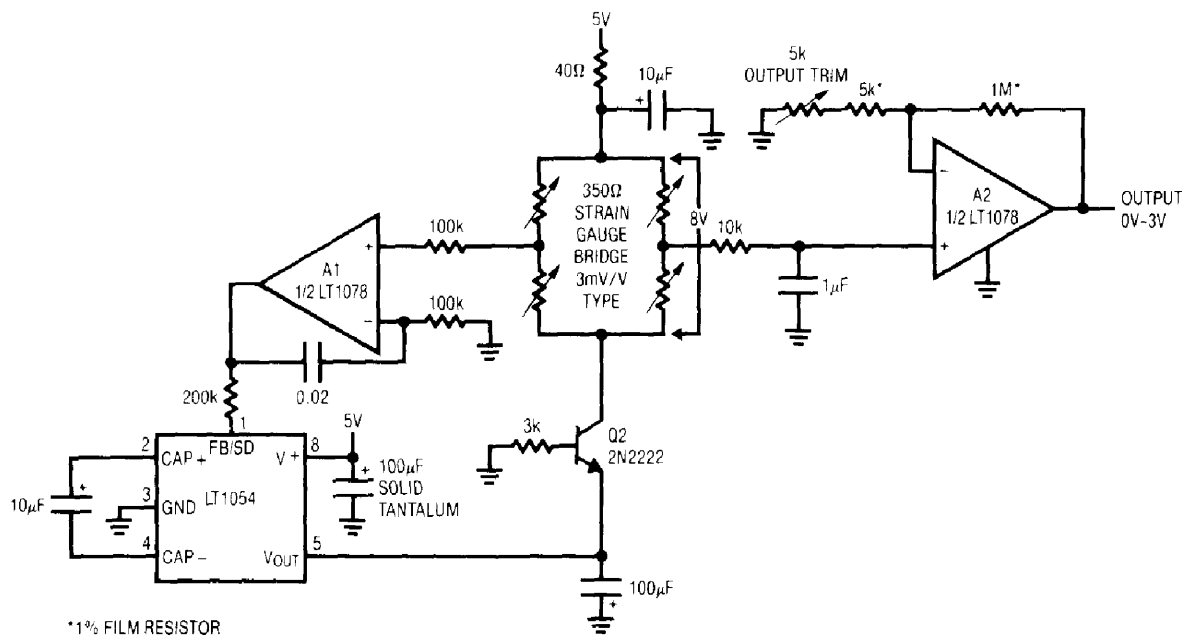 5V
40Ω
10μF
5k
OUTPUT TRIM
5k*
1M*
A2
1/2 LT1078
−
+
OUTPUT
0V–3V
350Ω
STRAIN
GAUGE
BRIDGE
3mV/V
TYPE
8V
10k
1μF
A1
1/2 LT1078
+
−
100k
100k
0.02
200k
1
2
8
FB/SD
CAP+
V+
5V
100μF
SOLID
TANTALUM
10μF
3
GND
LT1054
4
CAP−
VOUT
5
3k
Q2
2N2222
100μF
*1% FILM RESISTOR